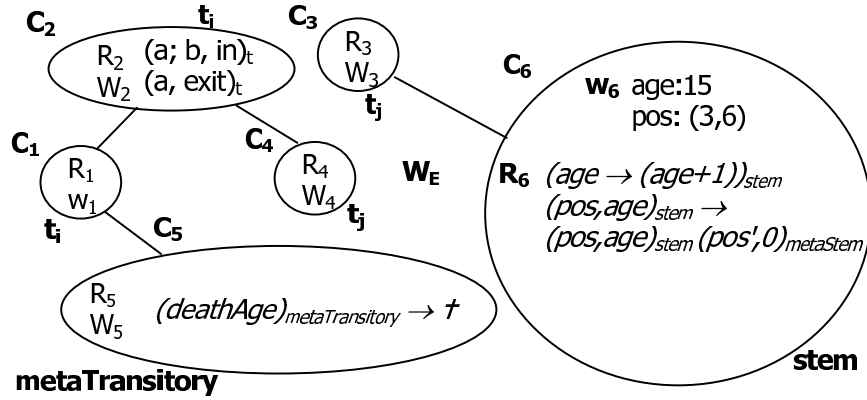 C₂ tᵢ
R₂ (a; b, in)ₜ
W₂ (a, exit)ₜ
C₃
R₃
W₃
tⱼ
C₁
R₁
w₁
tᵢ
C₄
R₄
W₄
tⱼ
W_E
C₅
R₅
W₅
(deathAge)metaTransitory → †
metaTransitory
C₆
w₆ age:15
pos: (3,6)
R₆ (age → (age+1))stem
(pos,age)stem →
(pos,age)stem (pos',0)metaStem
stem